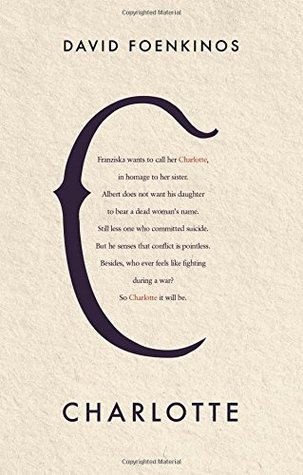 DAVID FOENKINOS
C
Franziska wants to call her Charlotte,
in homage to her sister.
Albert does not want his daughter
to bear a dead woman's name.
Still less one who committed suicide.
But he senses that conflict is pointless.
Besides, who ever feels like fighting
during a war?
So Charlotte it will be.
CHARLOTTE